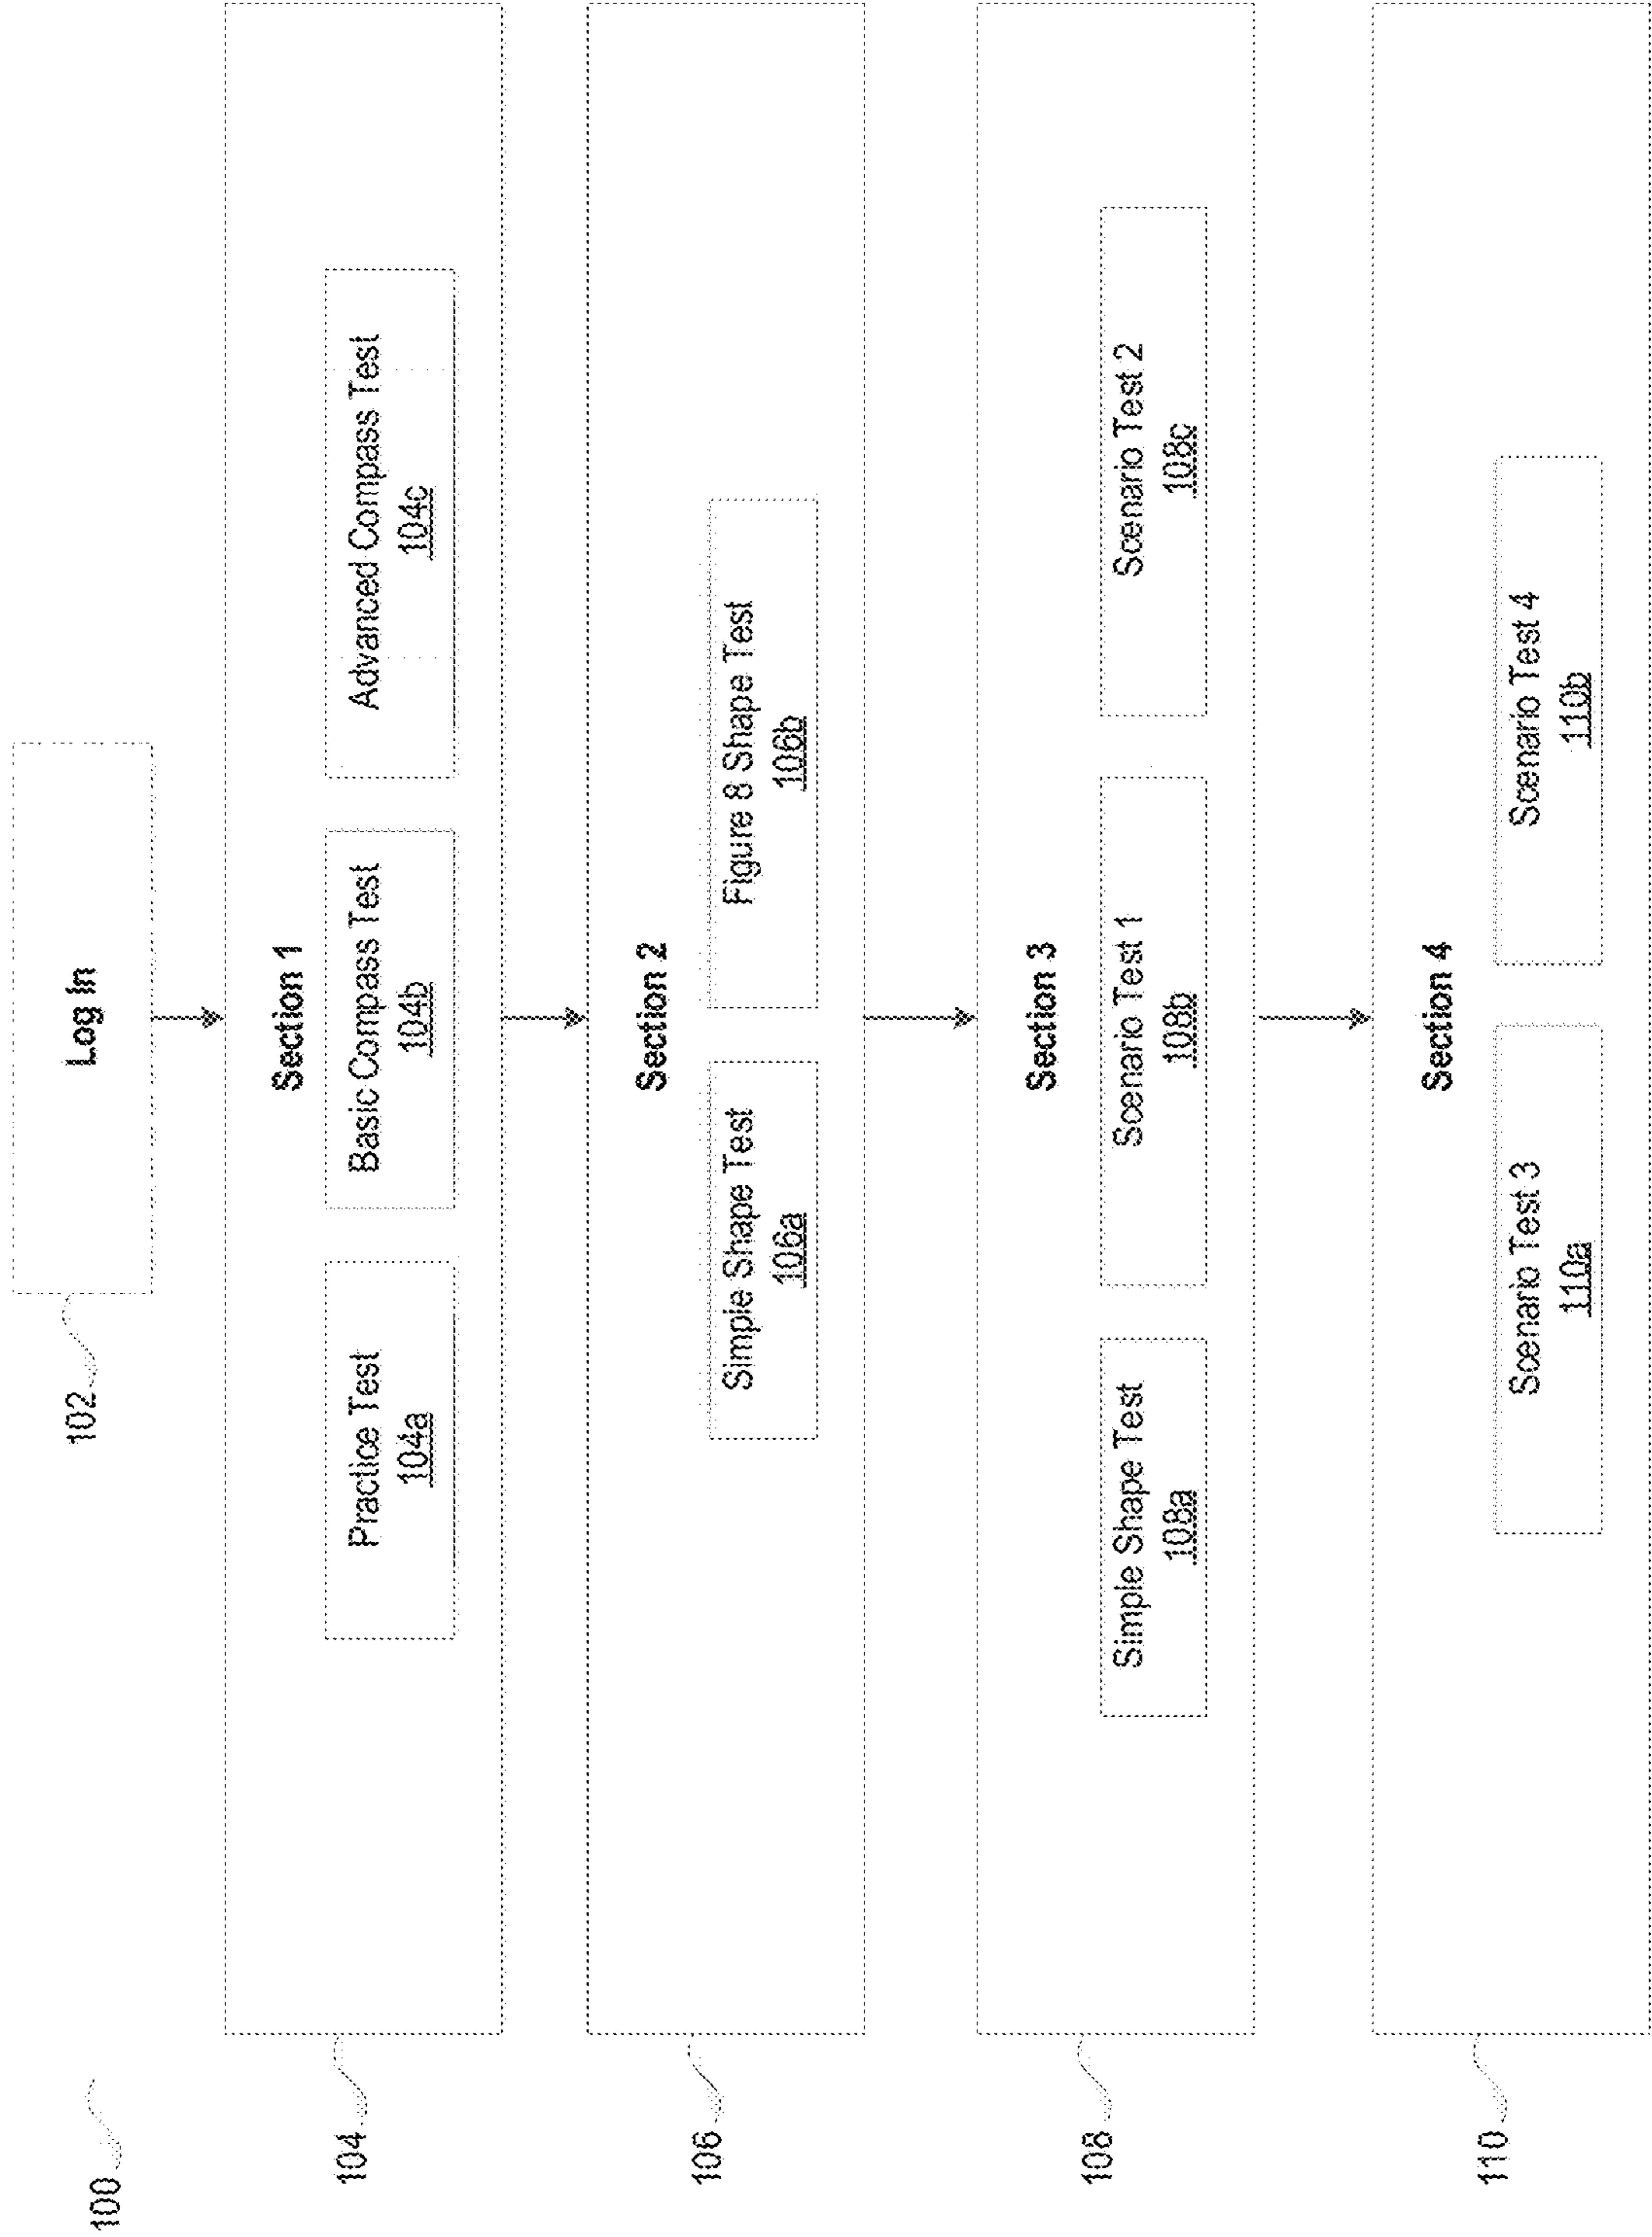 100
Log In
102
Section 1
Practice Test
104a
Basic Compass Test
104b
Advanced Compass Test
104c
104
Section 2
Simple Shape Test
106a
Figure 8 Shape Test
106b
106
Section 3
Simple Shape Test
108a
Scenario Test 1
108b
Scenario Test 2
108c
108
Section 4
Scenario Test 3
110a
Scenario Test 4
110b
110